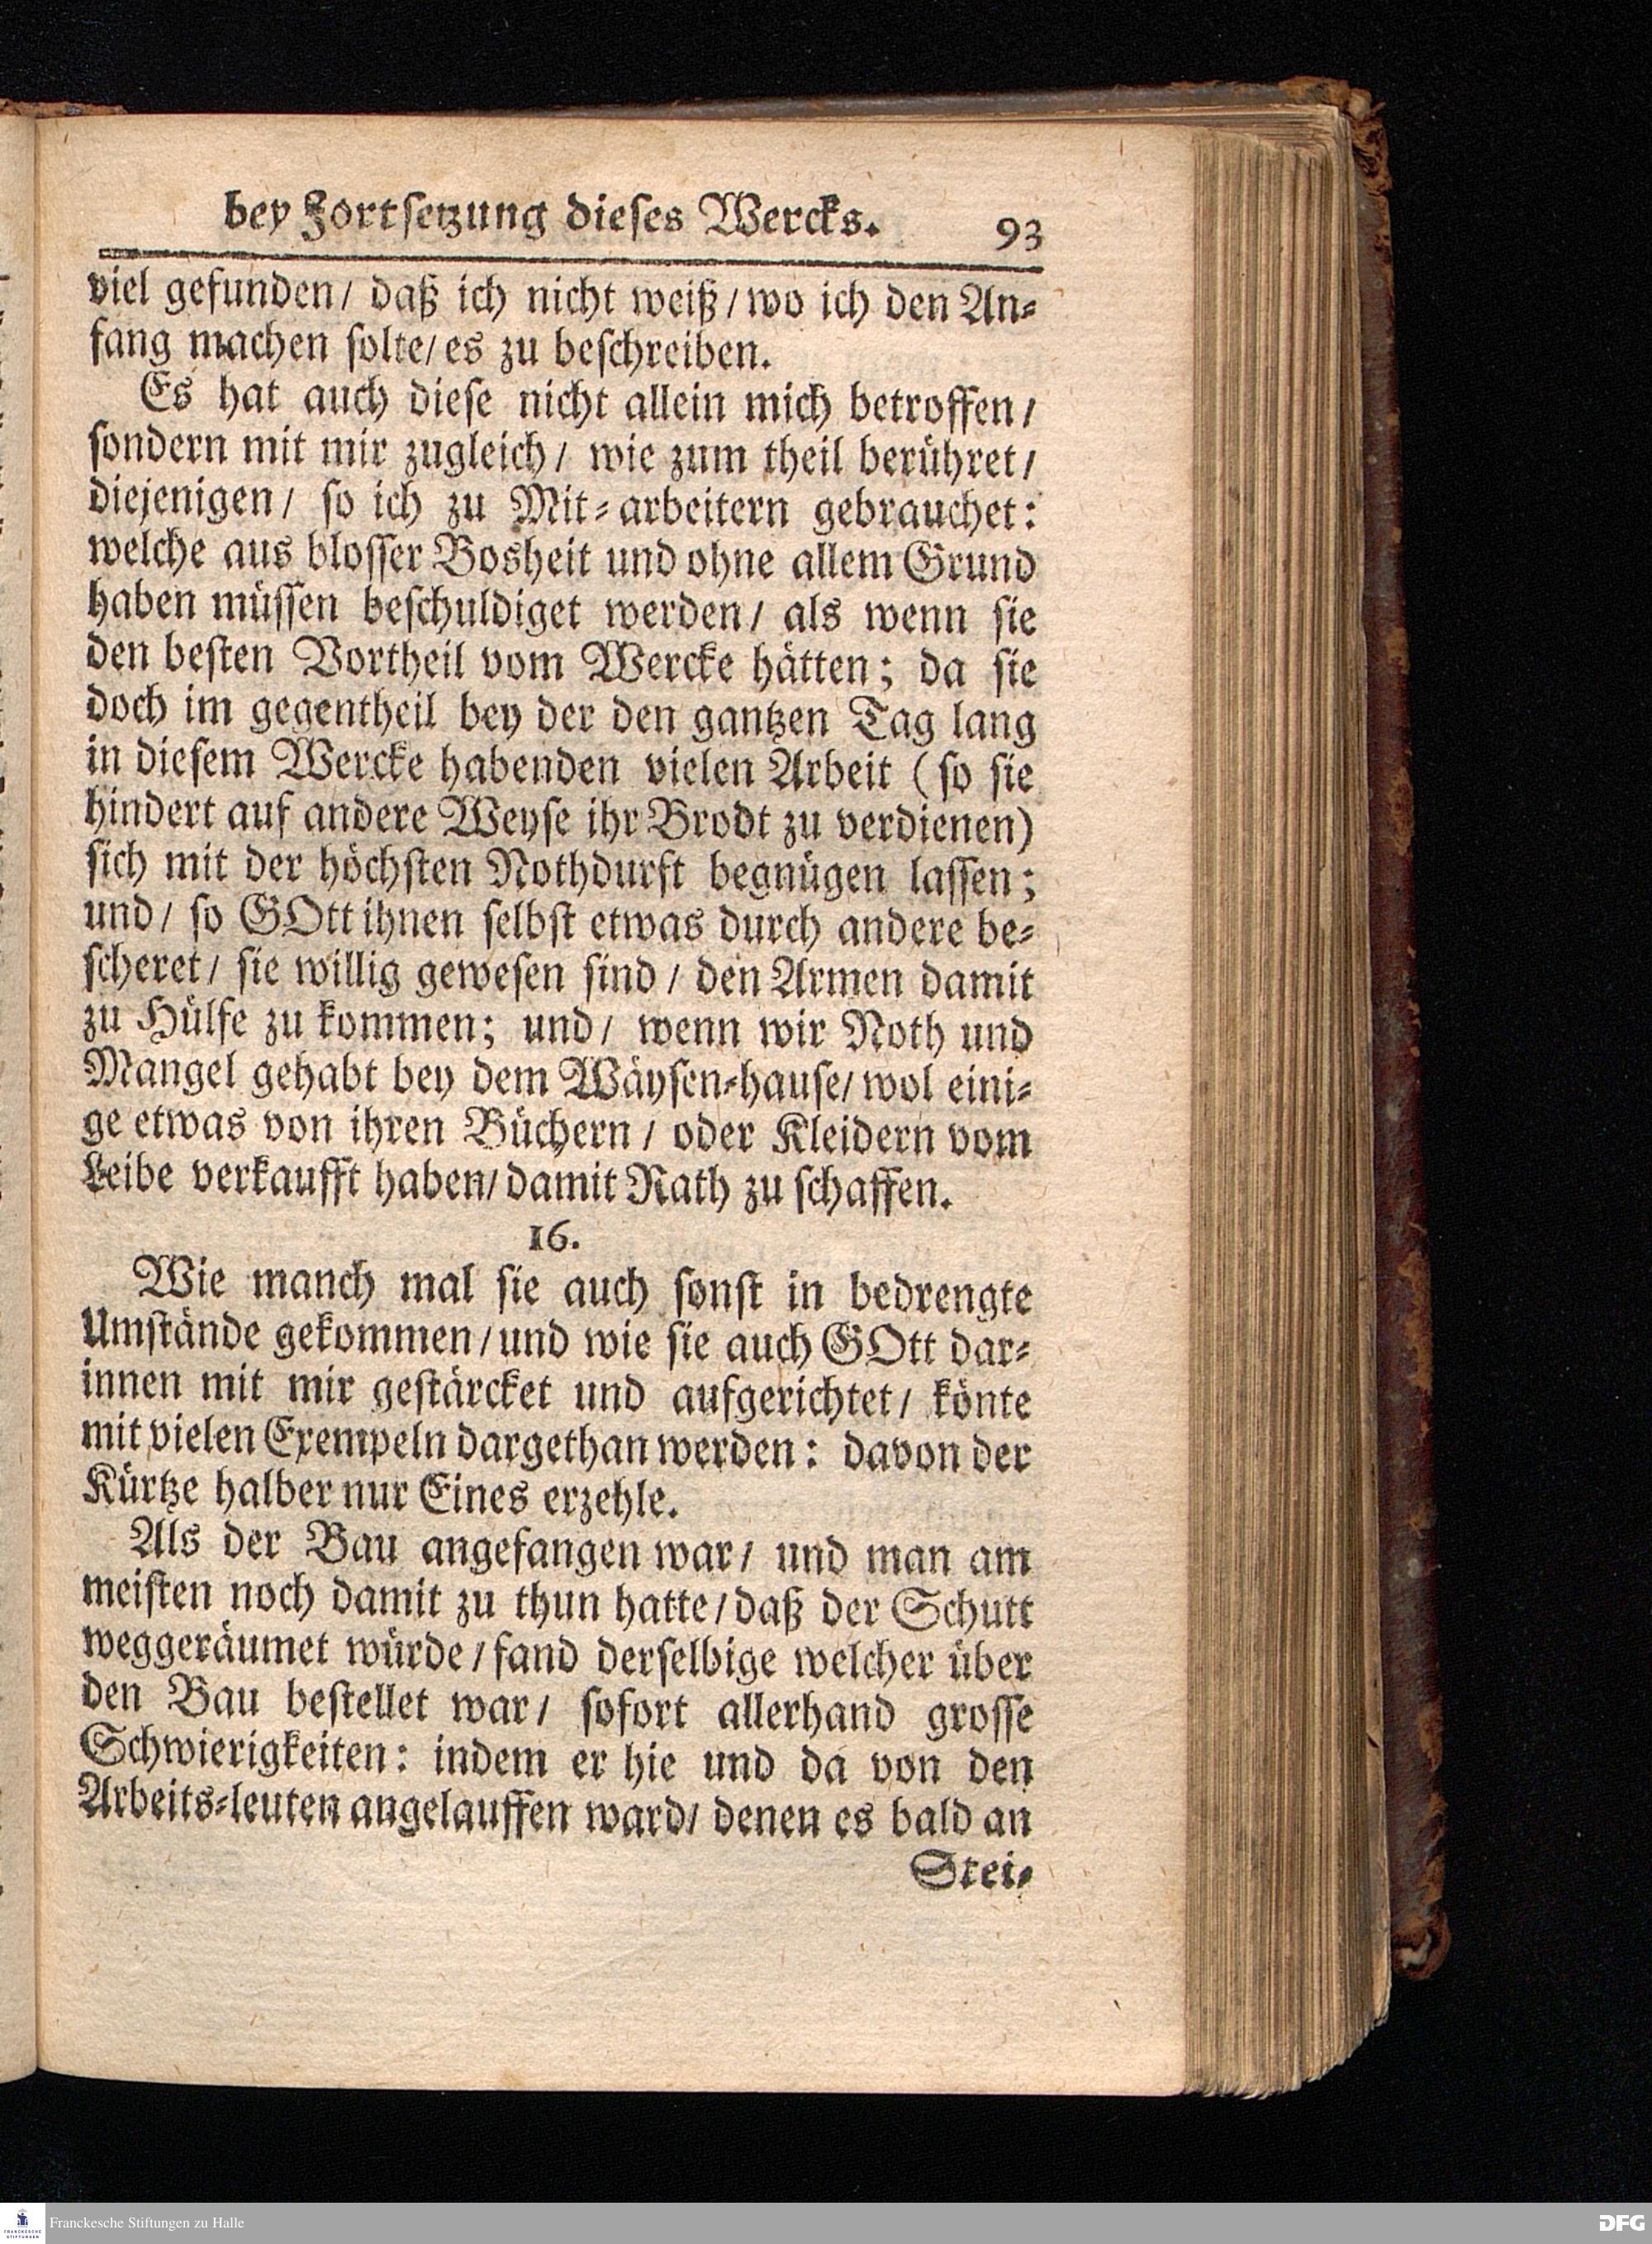 bey Fortsetzung dieses Wercks. 93
viel gefunden/ daß ich nicht weiß/ wo ich den An-
fang machen solte/ es zu beschreiben.
Es hat auch diese nicht allein mich betroffen/
sondern mit mir zugleich/ wie zum theil berühret/
diejenigen/ so ich zu Mit-arbeitern gebrauchet:
welche aus blosser Bosheit und ohne allem Grund
haben müssen beschuldiget werden/ als wenn sie
den besten Vortheil vom Wercke hätten; da sie
doch im gegentheil bey der den gantzen Tag lang
in diesem Wercke habenden vielen Arbeit (so sie
hindert auf andere Weyse ihr Brodt zu verdienen)
sich mit der höchsten Nothdurft begnügen lassen;
und/ so GOtt ihnen selbst etwas durch andere be-
scheret/ sie willig gewesen sind/ den Armen damit
zu Hülfe zu kommen; und/ wenn wir Noth und
Mangel gehabt bey dem Wäysen-hause/ wol eini-
ge etwas von ihren Büchern/ oder Kleidern vom
Leibe verkaufft haben/ damit Rath zu schaffen.
16.
Wie manch mal sie auch sonst in bedrengte
Umstände gekommen/ und wie sie auch GOtt dar-
innen mit mir gestärcket und aufgerichtet/ könte
mit vielen Exempeln dargethan werden: davon der
Kürtze halber nur Eines erzehle.
Als der Bau angefangen war/ und man am
meisten noch damit zu thun hatte/ daß der Schutt
weggeräumet würde/ fand derselbige welcher über
den Bau bestellet war/ sofort allerhand grosse
Schwierigkeiten: indem er hie und da von den
Arbeits-leuten angelauffen ward/ denen es bald an
Stei-
FRANCKESCHE
STIFTUNGEN
Franckesche Stiftungen zu Halle
DFG